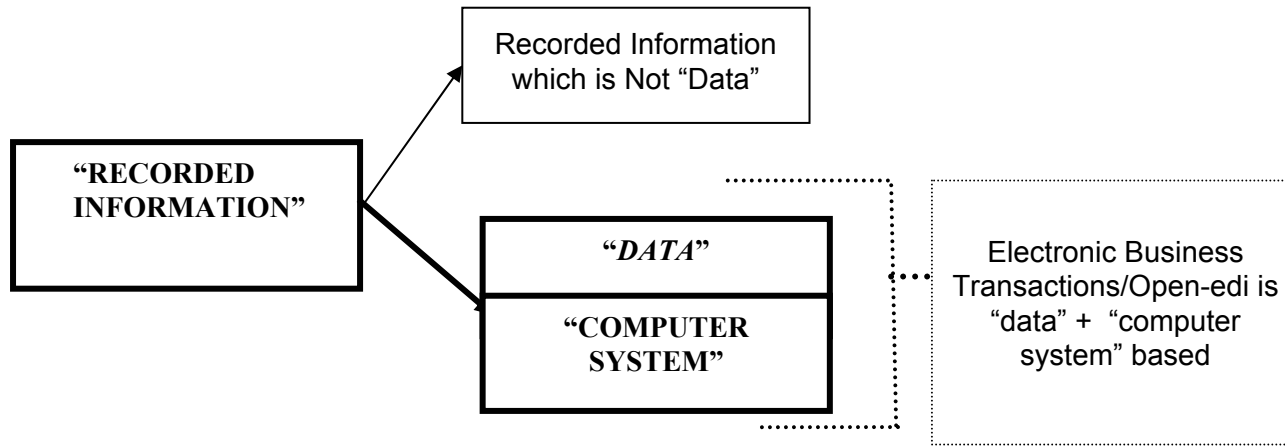 Recorded Information
which is Not “Data”
“RECORDED
INFORMATION”
“DATA”
“COMPUTER
SYSTEM”
Electronic Business
Transactions/Open-edi is
“data” + “computer
system” based